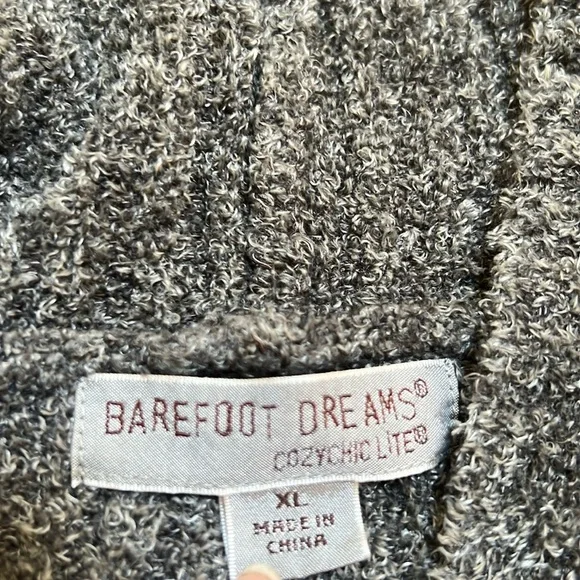 BAREFOOT DREAMS®
COZYCHIC LITE®
XL
MADE IN
CHINA